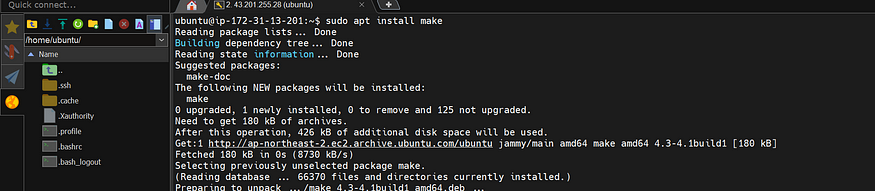 Quick connect...
2. 43.201.255.28 (ubuntu)
/home/ubuntu/
Name
..
.ssh
.cache
.Xauthority
.profile
.bashrc
.bash_logout
ubuntu@ip-172-31-13-201:~$ sudo apt install make
Reading package lists... Done
Building dependency tree... Done
Reading state information... Done
Suggested packages:
make-doc
The following NEW packages will be installed:
make
0 upgraded, 1 newly installed, 0 to remove and 125 not upgraded.
Need to get 180 kB of archives.
After this operation, 426 kB of additional disk space will be used.
Get:1 http://ap-northeast-2.ec2.archive.ubuntu.com/ubuntu jammy/main amd64 make amd64 4.3-4.1build1 [180 kB]
Fetched 180 kB in 0s (8730 kB/s)
Selecting previously unselected package make.
(Reading database ... 66370 files and directories currently installed.)
Preparing to unpack .../make_4.3-4.1build1_amd64.deb ...